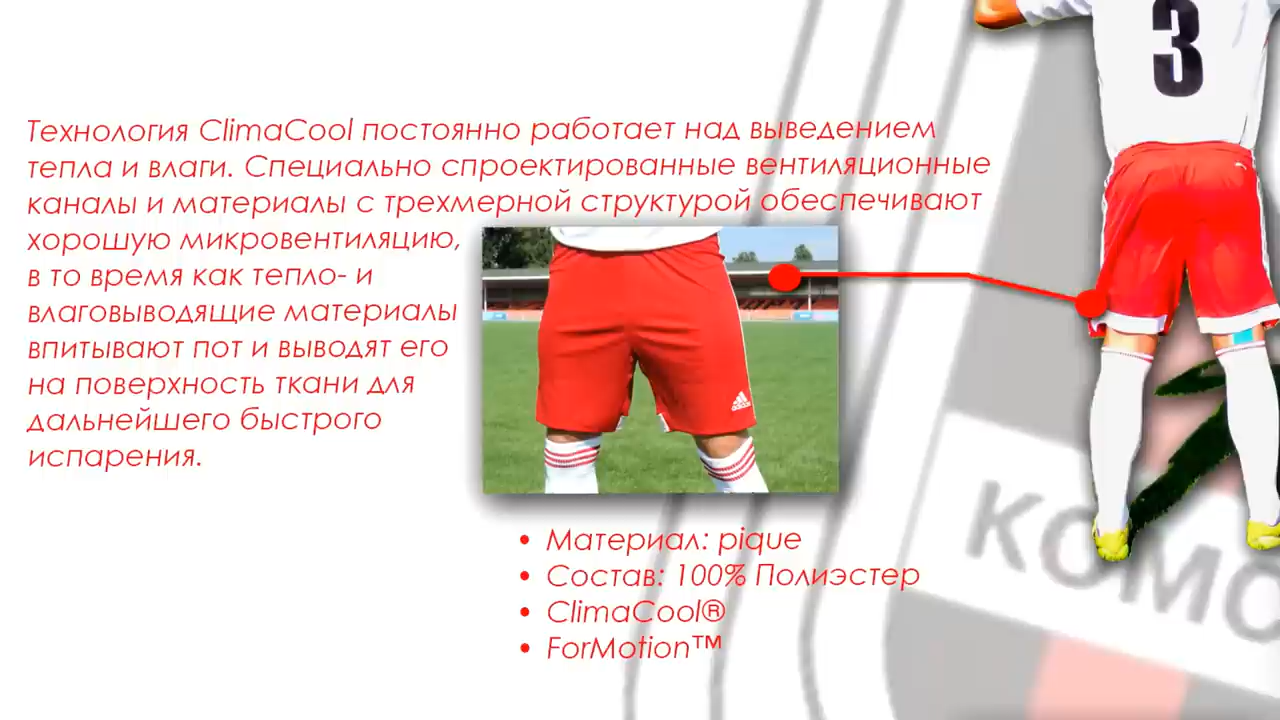 3
Технология ClimaCool постоянно работает над выведением
тепла и влаги. Специально спроектированные вентиляционные
каналы и материалы с трехмерной структурой обеспечивают
хорошую микровентиляцию,
в то время как тепло- и
влаговыводящие материалы
впитывают пот и выводят его
на поверхность ткани для
дальнейшего быстрого
испарения.
adidas
• Материал: pique
• Состав: 100% Полиэстер
• ClimaCool®
• ForMotion™
КОМО